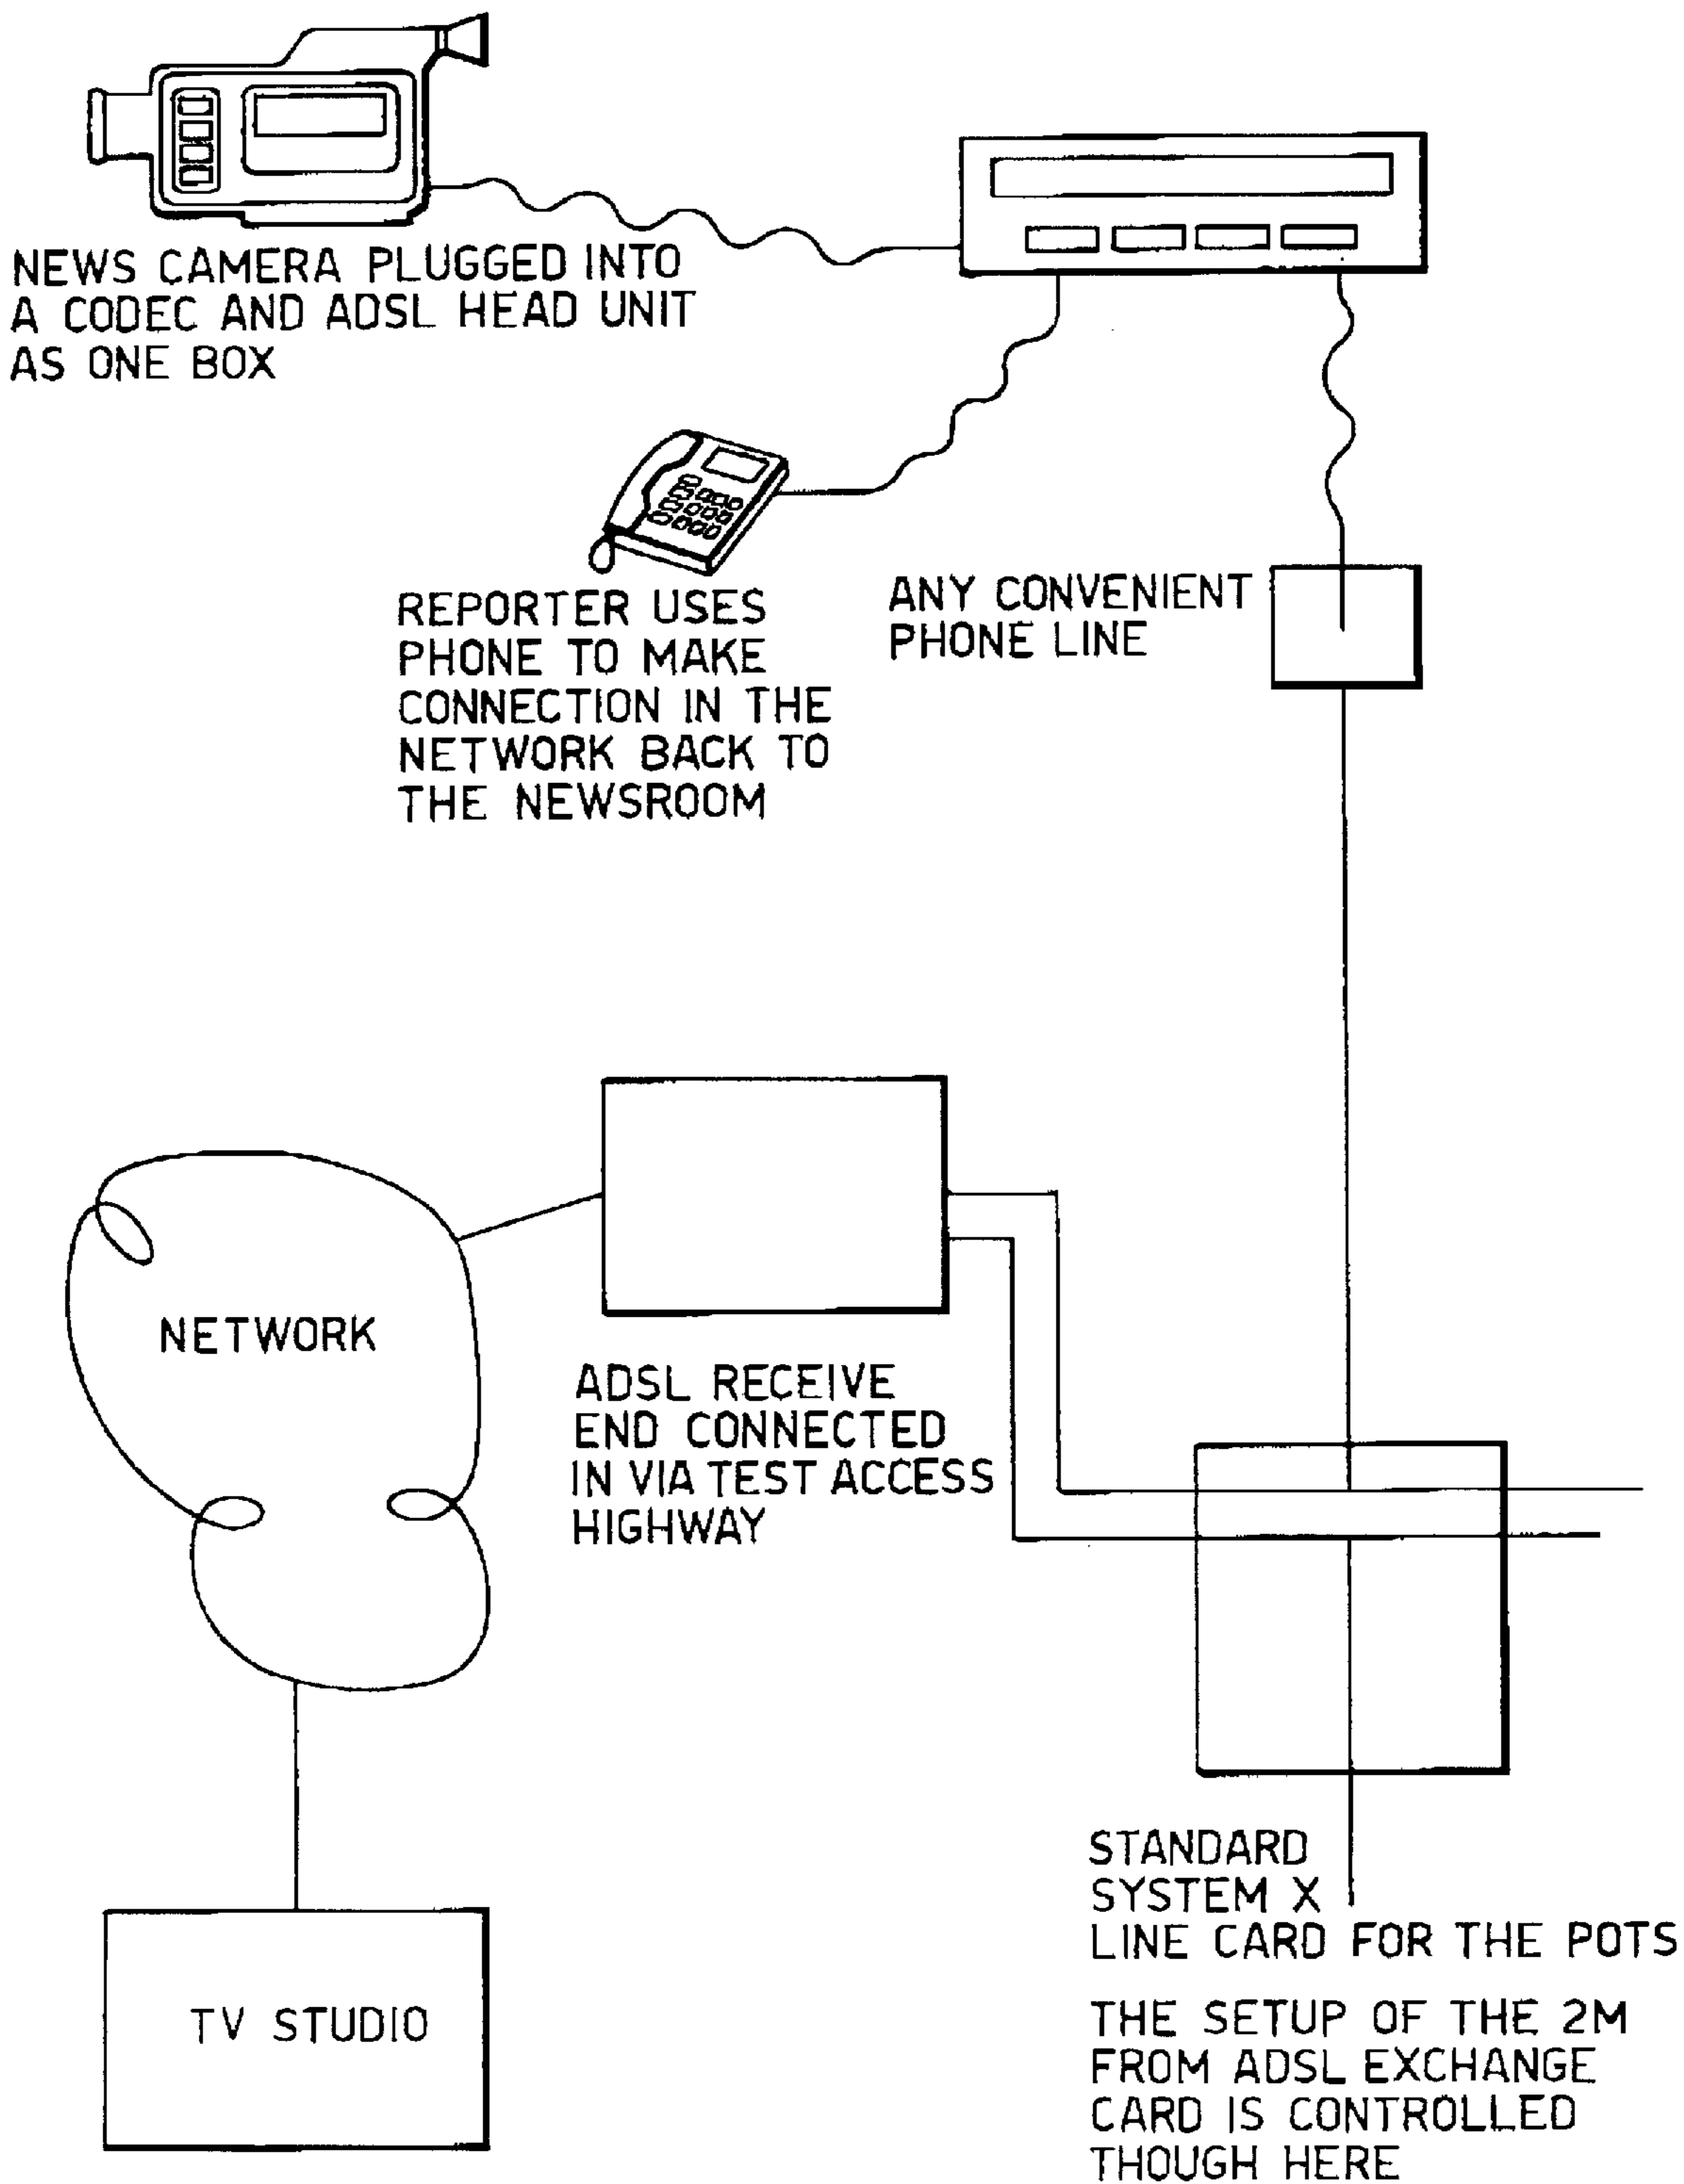 NEWS CAMERA PLUGGED INTO
A CODEC AND ADSL HEAD UNIT
AS ONE BOX
REPORTER USES
PHONE TO MAKE
CONNECTION IN THE
NETWORK BACK TO
THE NEWSROOM
ANY CONVENIENT
PHONE LINE
NETWORK
ADSL RECEIVE
END CONNECTED
IN VIA TEST ACCESS
HIGHWAY
STANDARD
SYSTEM X
LINE CARD FOR THE POTS
THE SETUP OF THE 2M
FROM ADSL EXCHANGE
CARD IS CONTROLLED
THOUGH HERE
TV STUDIO